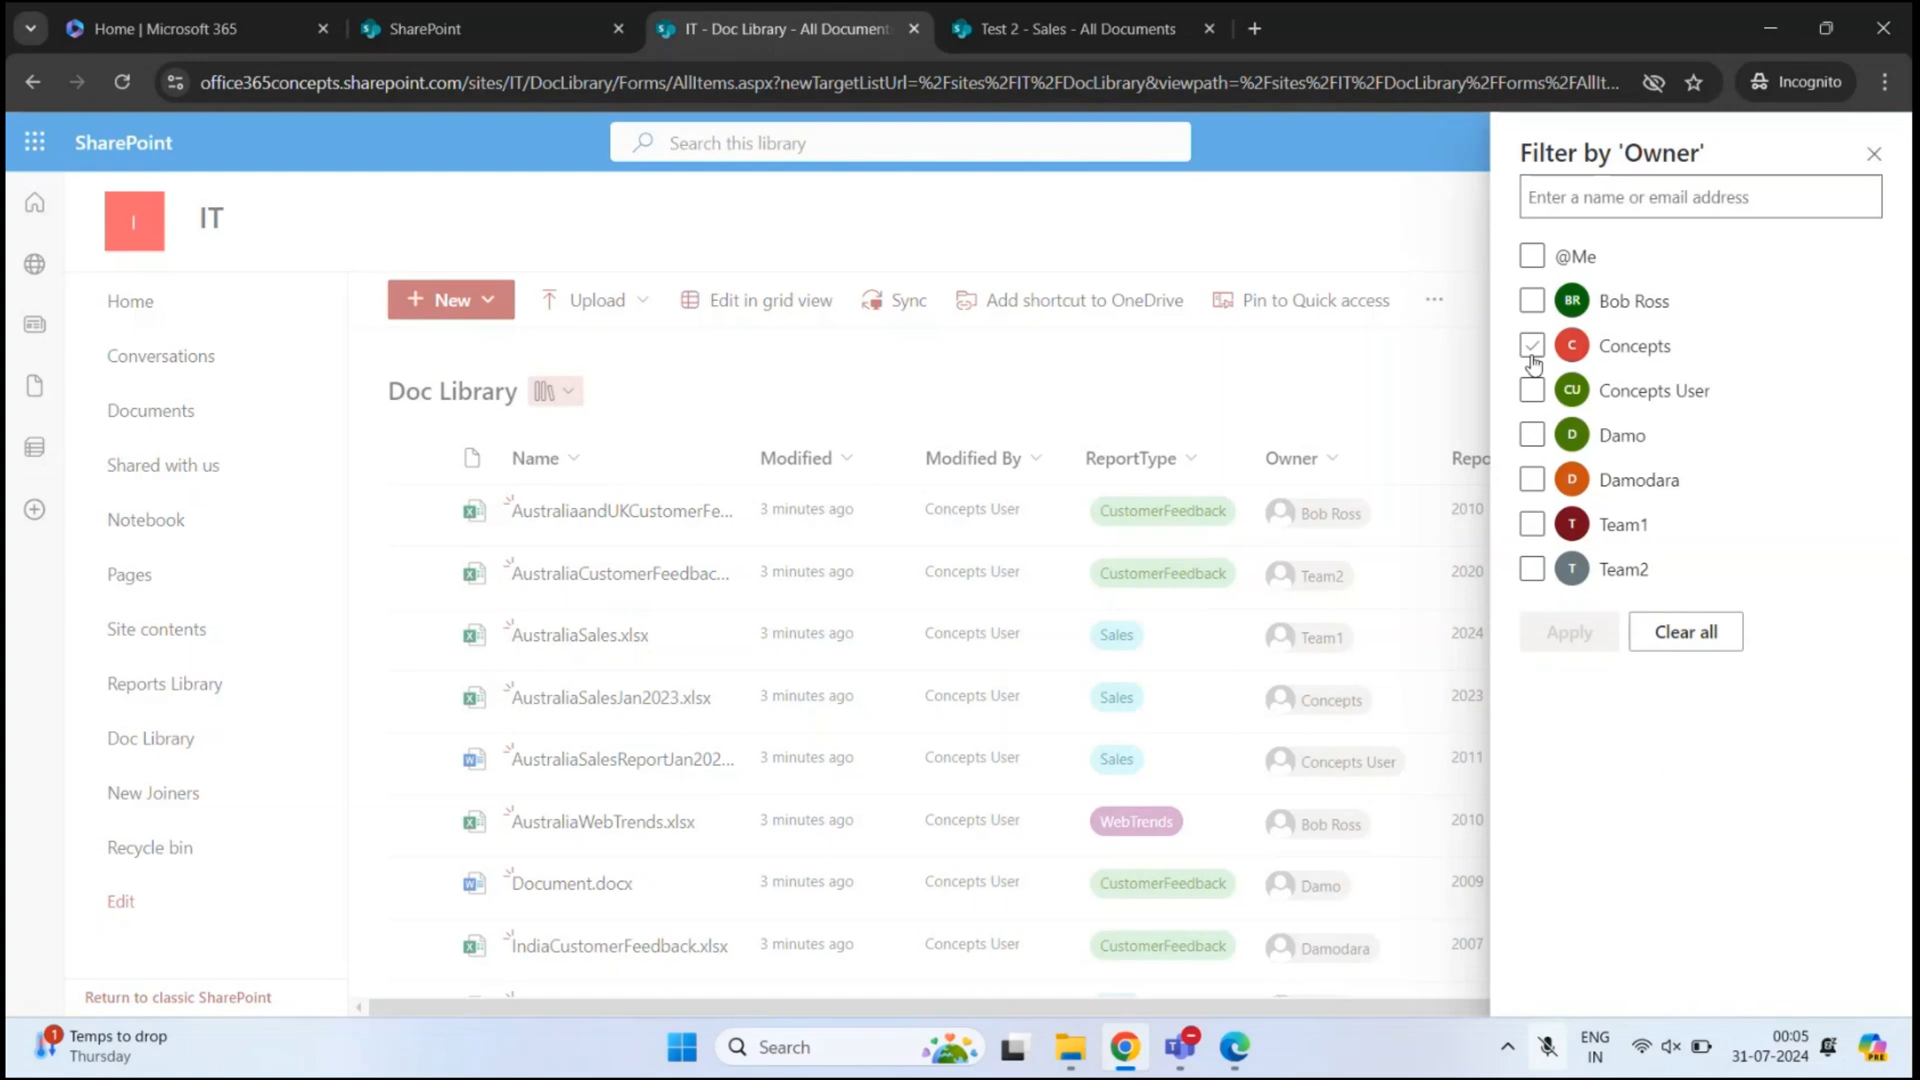 Home | Microsoft 365
SharePoint
IT - Doc Library - All Document
Test 2 - Sales - All Documents
office365concepts.sharepoint.com/sites/IT/DocLibrary/Forms/AllItems.aspx?newTargetListUrl=%2Fsites%2FIT%2FDocLibrary&viewpath=%2Fsites%2FIT%2FDocLibrary%2FForms%2FAllIt...
Incognito
SharePoint
Search this library
I
IT
Home
Conversations
Documents
Shared with us
Notebook
Pages
Site contents
Reports Library
Doc Library
New Joiners
Recycle bin
Edit
Return to classic SharePoint
+ New
Upload
Edit in grid view
Sync
Add shortcut to OneDrive
Pin to Quick access
...
Doc Library
Name Modified Modified By ReportType Owner Repo
AustraliaandUKCustomerFe... 3 minutes ago Concepts User CustomerFeedback Bob Ross 2010
AustraliaCustomerFeedbac... 3 minutes ago Concepts User CustomerFeedback Team2 2020
AustraliaSales.xlsx 3 minutes ago Concepts User Sales Team1 2024
AustraliaSalesJan2023.xlsx 3 minutes ago Concepts User Sales Concepts 2023
AustraliaSalesReportJan202... 3 minutes ago Concepts User Sales Concepts User 2011
AustraliaWebTrends.xlsx 3 minutes ago Concepts User WebTrends Bob Ross 2010
Document.docx 3 minutes ago Concepts User CustomerFeedback Damo 2009
IndiaCustomerFeedback.xlsx 3 minutes ago Concepts User CustomerFeedback Damodara 2007
Filter by 'Owner'
Enter a name or email address
@Me
BR Bob Ross
C Concepts
CU Concepts User
D Damo
D Damodara
T Team1
T Team2
Apply
Clear all
1
Temps to drop
Thursday
Search
ENG
IN
00:05
31-07-2024
PRE